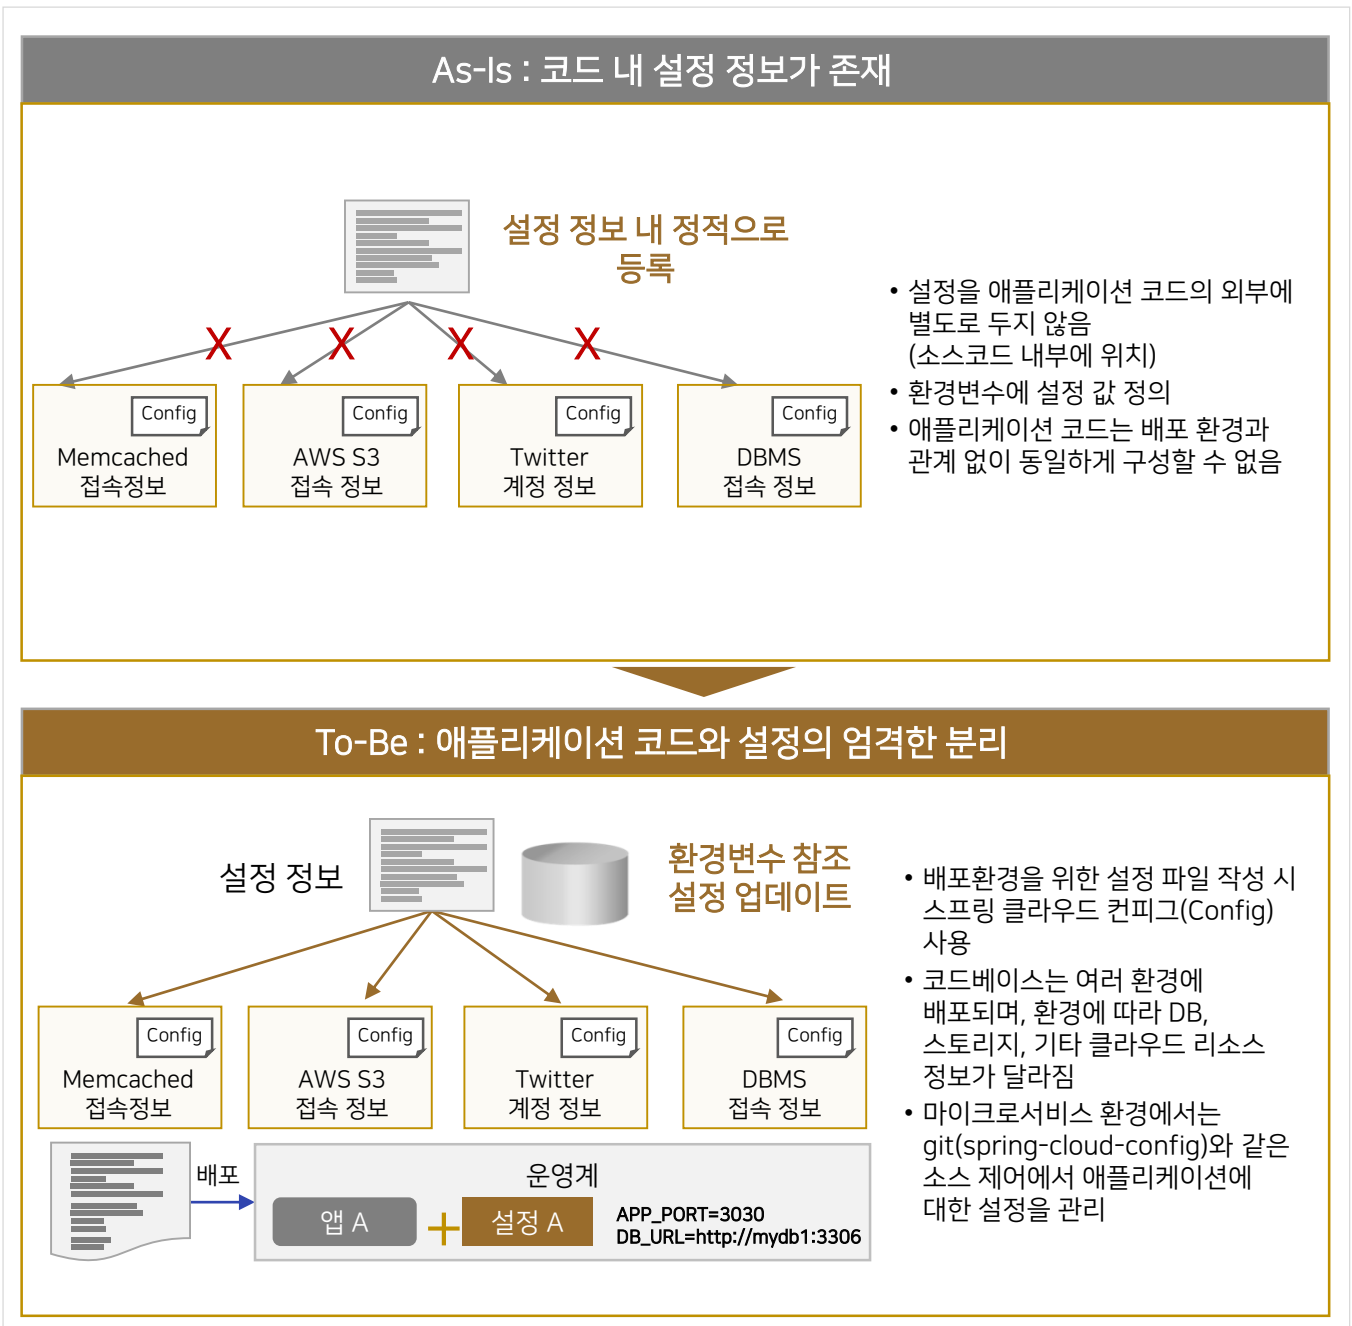 As-Is : 코드 내 설정 정보가 존재
설정 정보 내 정적으로
등록
X X X X
Config
Memcached
접속정보
Config
AWS S3
접속 정보
Config
Twitter
계정 정보
Config
DBMS
접속 정보
• 설정을 애플리케이션 코드의 외부에
별도로 두지 않음
(소스코드 내부에 위치)
• 환경변수에 설정 값 정의
• 애플리케이션 코드는 배포 환경과
관계 없이 동일하게 구성할 수 없음
To-Be : 애플리케이션 코드와 설정의 엄격한 분리
설정 정보
환경변수 참조
설정 업데이트
Config
Memcached
접속정보
Config
AWS S3
접속 정보
Config
Twitter
계정 정보
Config
DBMS
접속 정보
배포
운영계
앱 A
+
설정 A
APP_PORT=3030
DB_URL=http://mydb1:3306
• 배포환경을 위한 설정 파일 작성 시
스프링 클라우드 컨피그(Config)
사용
• 코드베이스는 여러 환경에
배포되며, 환경에 따라 DB,
스토리지, 기타 클라우드 리소스
정보가 달라짐
• 마이크로서비스 환경에서는
git(spring-cloud-config)와 같은
소스 제어에서 애플리케이션에
대한 설정을 관리